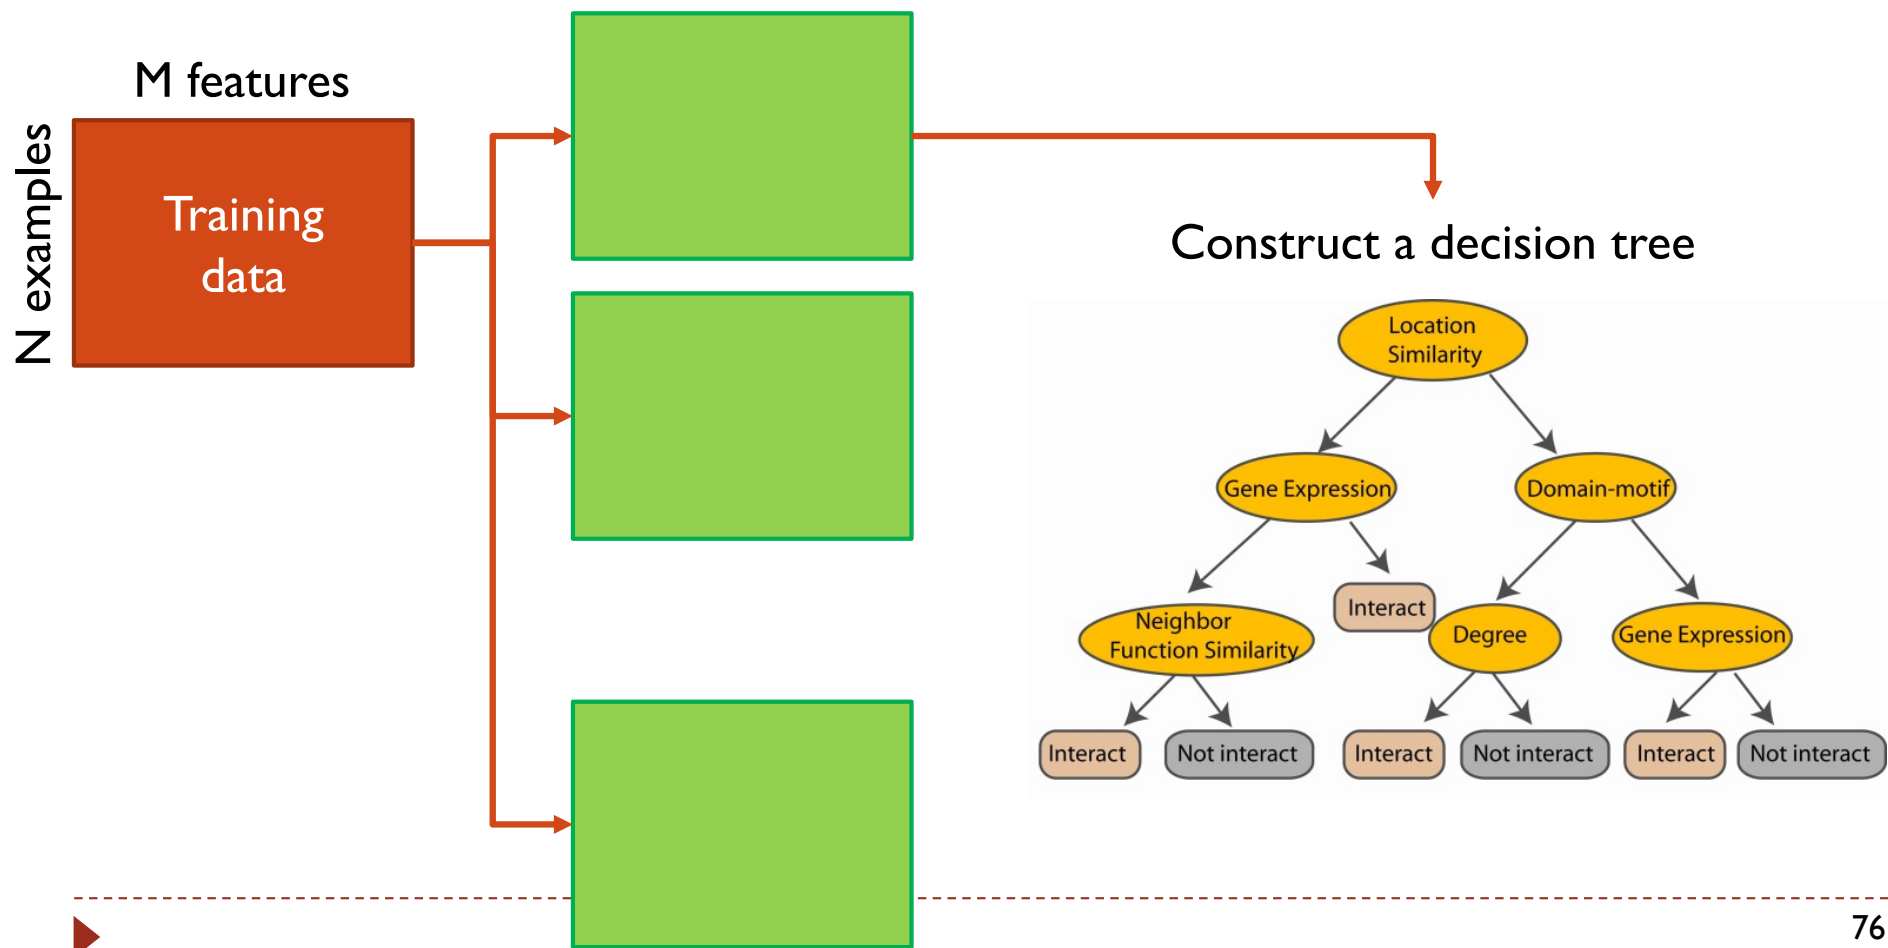 M features
N examples
Training
data
Construct a decision tree
Location
Similarity
Gene Expression
Domain-motif
Interact
Neighbor
Function Similarity
Degree
Gene Expression
Interact
Not interact
Interact
Not interact
Interact
Not interact
76